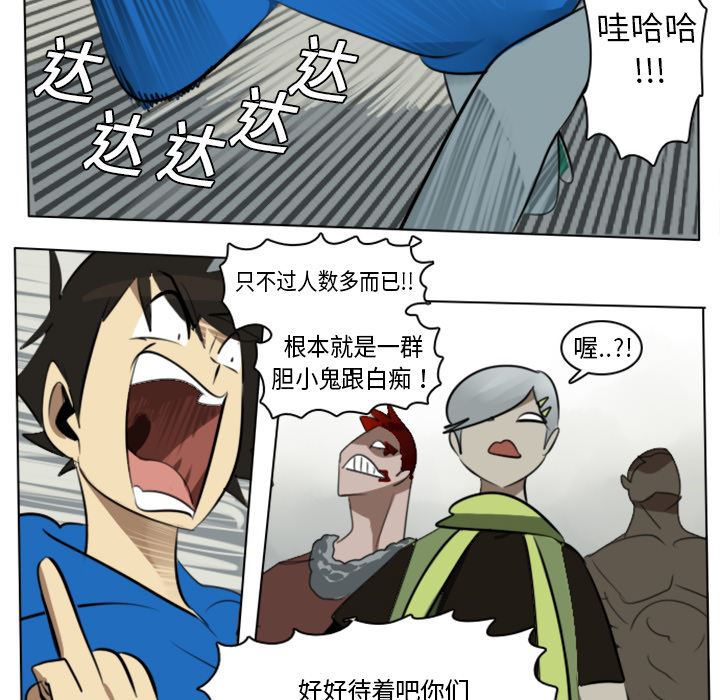 哇哈哈
!!!
达
达
达
达
达
只不过人数多而已!!
根本就是一群
胆小鬼跟白痴！
喔..?!
好好待着吧你们